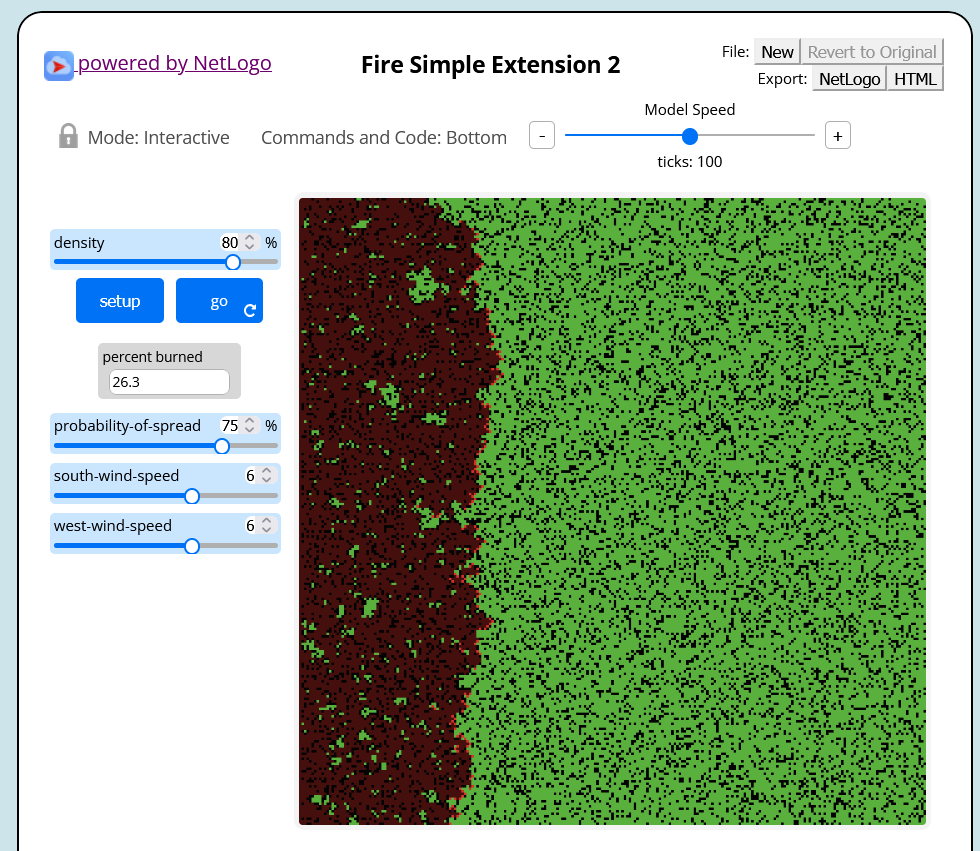 powered by NetLogo
Fire Simple Extension 2
File: New Revert to Original
Export: NetLogo HTML
Mode: Interactive
Commands and Code: Bottom
Model Speed
- +
ticks: 100
density 80 %
setup go
percent burned
26.3
probability-of-spread 75 %
south-wind-speed 6
west-wind-speed 6